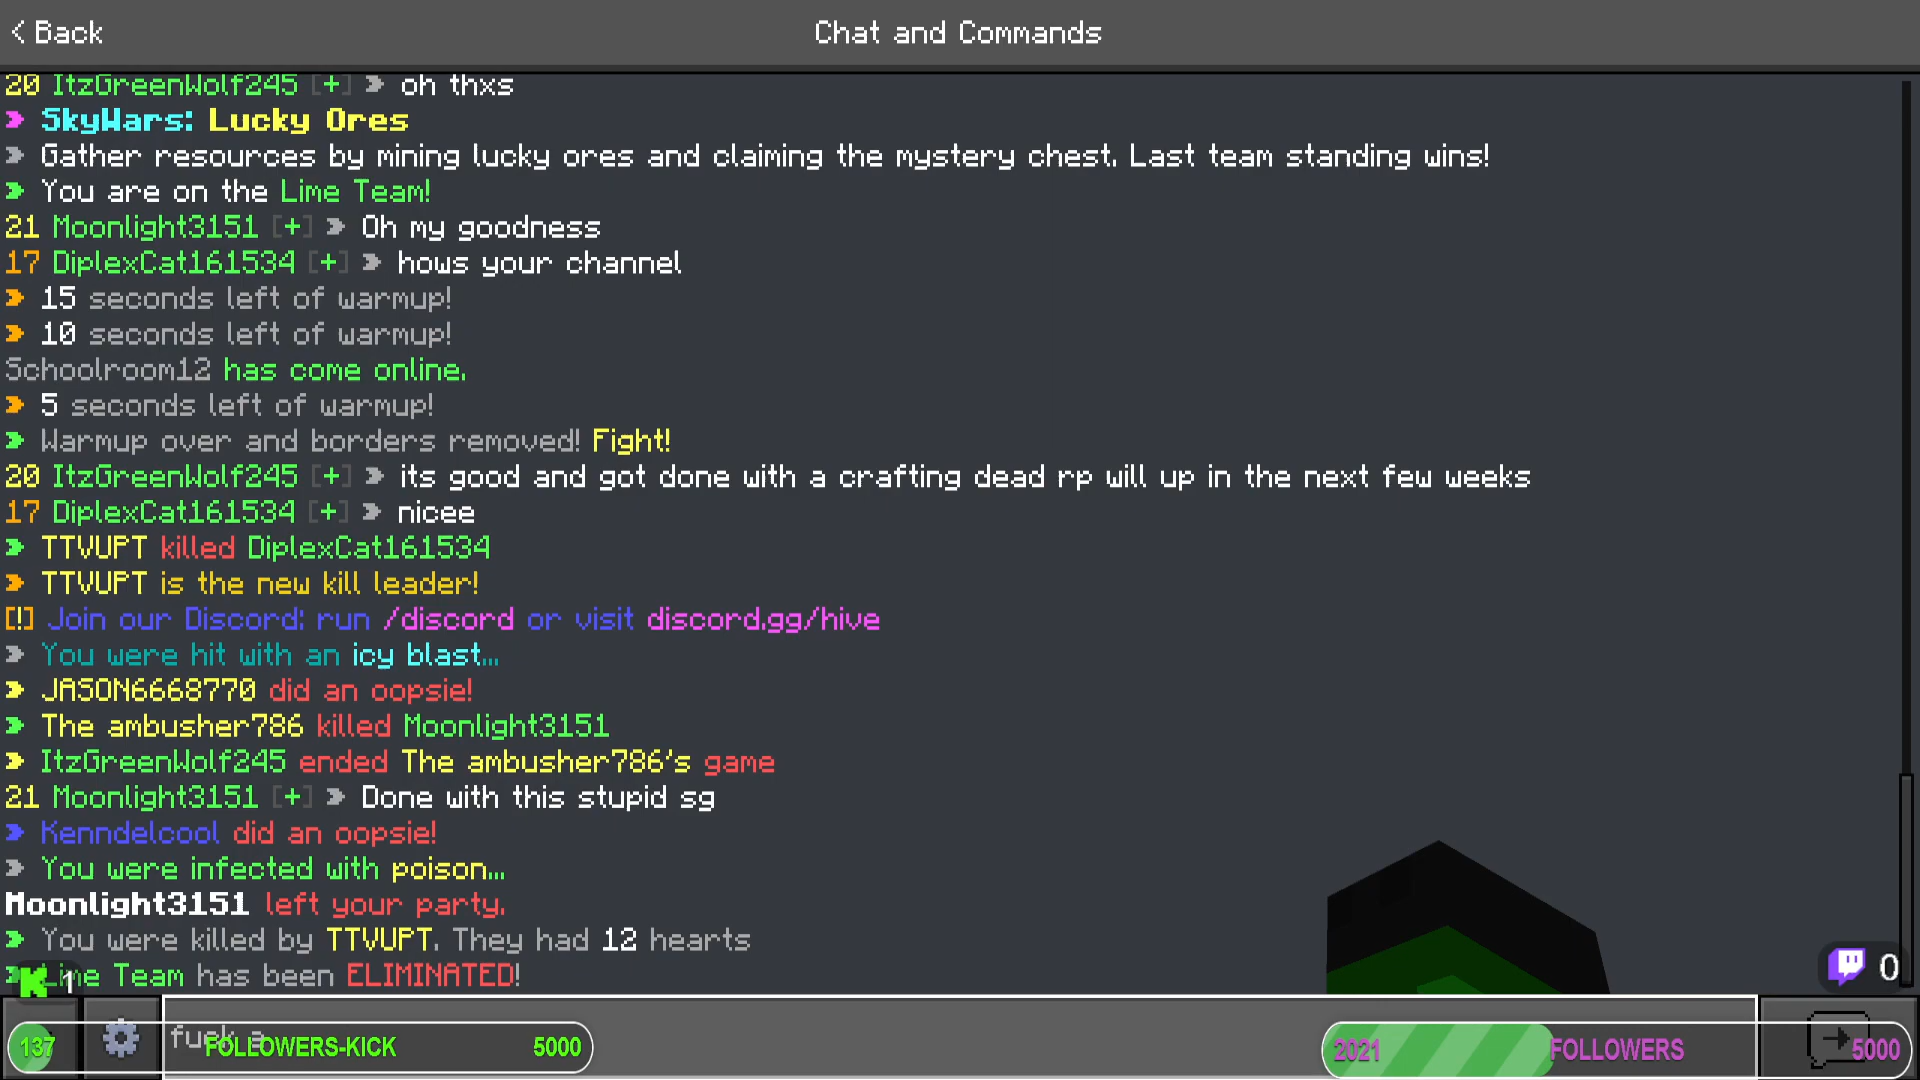 < Back
Chat and Commands
20 ItzGreenWolf245 [+] » oh thxs
» SkyWars: Lucky Ores
» Gather resources by mining lucky ores and claiming the mystery chest. Last team standing wins!
» You are on the Lime Team!
21 Moonlight3151 [+] » Oh my goodness
17 DiplexCat161534 [+] » hows your channel
» 15 seconds left of warmup!
» 10 seconds left of warmup!
Schoolroom12 has come online.
» 5 seconds left of warmup!
» Warmup over and borders removed! Fight!
20 ItzGreenWolf245 [+] » its good and got done with a crafting dead rp will up in the next few weeks
17 DiplexCat161534 [+] » nicee
» TTVUPT killed DiplexCat161534
» TTVUPT is the new kill leader!
[!] Join our Discord: run /discord or visit discord.gg/hive
» You were hit with an icy blast...
» JASON6668770 did an oopsie!
» The ambusher786 killed Moonlight3151
» ItzGreenWolf245 ended The ambusher786's game
21 Moonlight3151 [+] » Done with this stupid sg
» Kenndelcool did an oopsie!
» You were infected with poison...
Moonlight3151 left your party.
» You were killed by TTVUPT. They had 12 hearts
» Lime Team has been ELIMINATED!
K 1
0
fuck a
137 FOLLOWERS-KICK 5000
2021 FOLLOWERS 5000